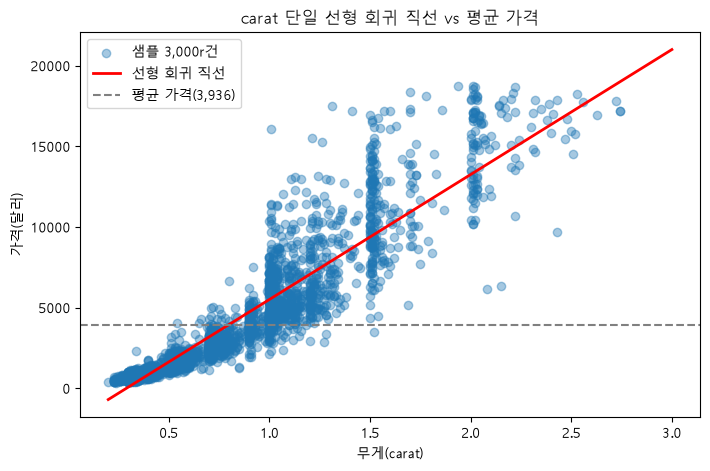 carat 단일 선형 회귀 직선 vs 평균 가격
샘플 3,000r건
선형 회귀 직선
평균 가격(3,936)
가격(달러)
20000
15000
10000
5000
0
0.5 1.0 1.5 2.0 2.5 3.0
무게(carat)